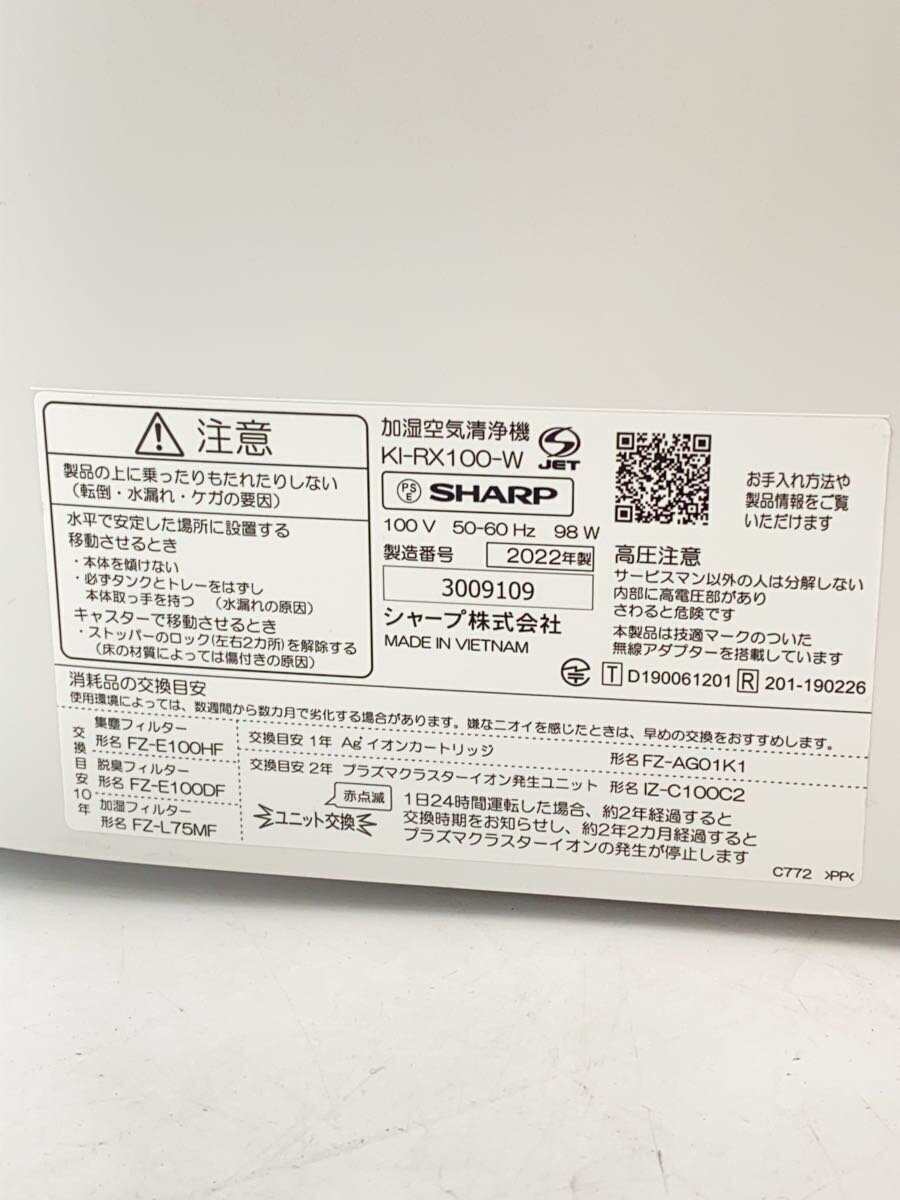 注意
製品の上に乗ったりもたれたりしない
（転倒・水漏れ・ケガの要因）
水平で安定した場所に設置する
移動させるとき
・本体を傾けない
・必ずタンクとトレーをはずし
本体取っ手を持つ （水漏れの原因）
キャスターで移動させるとき
・ストッパーのロック(左右2カ所)を解除する
（床の材質によっては傷付きの原因）
加湿空気清浄機
KI-RX100-W
JET
PSE SHARP
100 V 50-60 Hz 98 W
製造番号 2022年製
3009109
シャープ株式会社
MADE IN VIETNAM
お手入れ方法や
製品情報をご覧
いただけます
高圧注意
サービスマン以外の人は分解しない
内部に高電圧部があり
さわると危険です
本製品は技適マークのついた
無線アダプターを搭載しています
T D190061201 R 201-190226
消耗品の交換目安
使用環境によっては、数週間から数カ月で劣化する場合があります。嫌なニオイを感じたときは、早めの交換をおすすめします。
交換目安10年
集塵フィルター
形名 FZ-E100HF
脱臭フィルター
形名 FZ-E100DF
加湿フィルター
形名 FZ-L75MF
交換目安 1年 Ag⁺イオンカートリッジ 形名 FZ-AG01K1
交換目安 2年 プラズマクラスターイオン発生ユニット 形名 IZ-C100C2
赤点滅
ユニット交換
1日24時間運転した場合、約2年経過すると
交換時期をお知らせし、約2年2カ月経過すると
プラズマクラスターイオンの発生が停止します
C772 >PP<